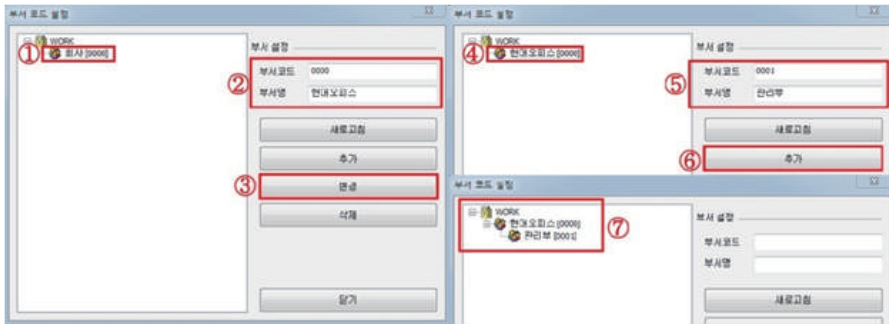 부서 코드 설정
WORK
① 회사 [0000]
부서 설정
② 부서코드 0000
부서명 현대오피스
새로고침
추가
③ 변경
삭제
닫기
부서 코드 설정
WORK
④ 현대오피스 [0000]
부서 설정
⑤ 부서코드 0001
부서명 관리부
새로고침
⑥ 추가
부서 코드 설정
WORK
현대오피스 [0000]
관리부 [0001]
⑦
부서 설정
부서코드
부서명
새로고침